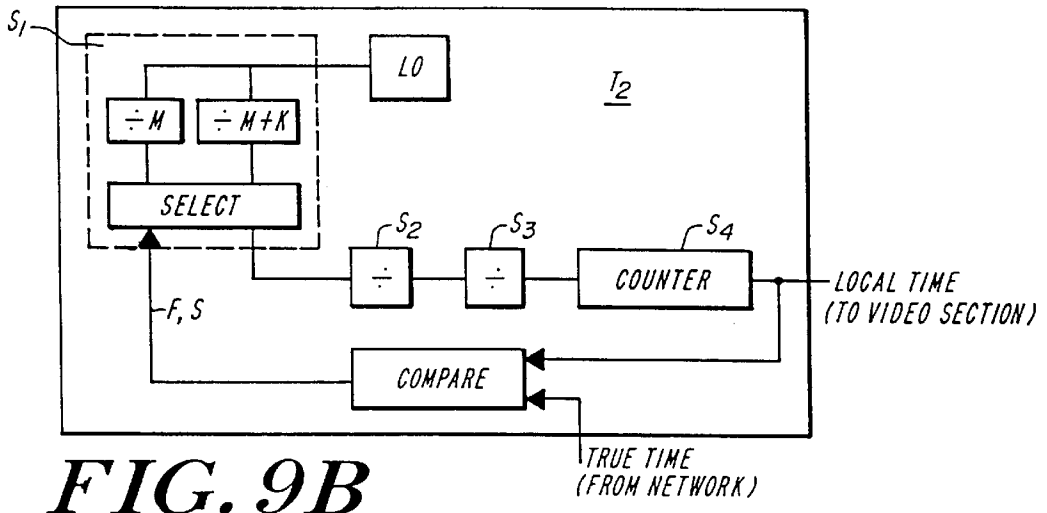 S1
LO
T2
÷ M
÷ M+K
SELECT
S2
S3
S4
÷
÷
COUNTER
LOCAL TIME
(TO VIDEO SECTION)
F, S
COMPARE
TRUE TIME
(FROM NETWORK)
FIG. 9B